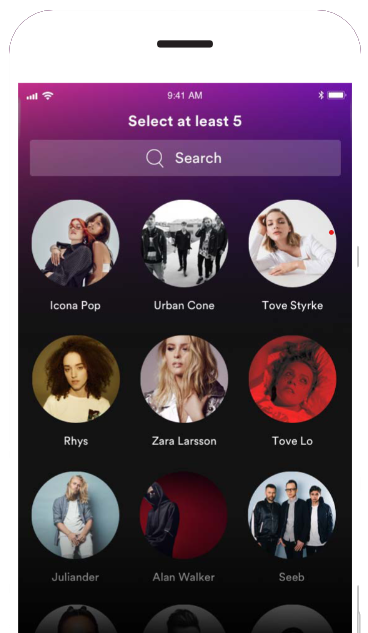 9:41 AM
Select at least 5
Search
Icona Pop
Urban Cone
Tove Styrke
Rhys
Zara Larsson
Tove Lo
Juliander
Alan Walker
Seeb